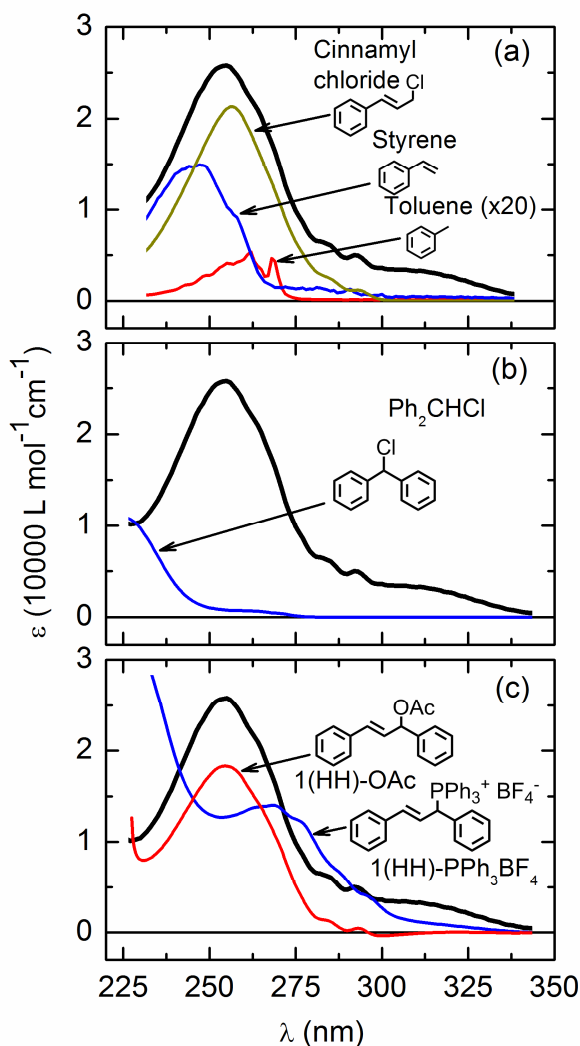 (a)
Cinnamyl
chloride
Cl
Styrene
Toluene (x20)
3
2
1
0
(b)
Ph₂CHCl
Cl
3
2
1
0
ε (10000 L mol⁻¹cm⁻¹)
(c)
OAc
1(HH)-OAc
PPh₃⁺ BF₄⁻
1(HH)-PPh₃BF₄
3
2
1
0
225 250 275 300 325 350
λ (nm)